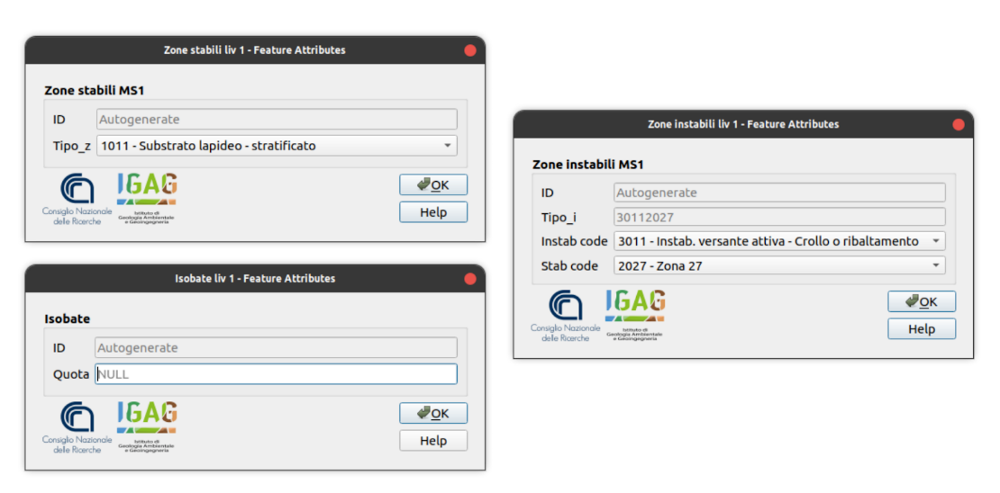 Zone stabili liv 1 - Feature Attributes
Zone stabili MS1
ID Autogenerate
Tipo_z 1011 - Substrato lapideo - stratificato
Consiglio Nazionale
delle Ricerche
IGAG
Istituto di
Geologia Ambientale
e Geoingegneria
OK
Help
Isobate liv 1 - Feature Attributes
Isobate
ID Autogenerate
Quota NULL
Consiglio Nazionale
delle Ricerche
IGAG
Istituto di
Geologia Ambientale
e Geoingegneria
OK
Help
Zone instabili liv 1 - Feature Attributes
Zone instabili MS1
ID Autogenerate
Tipo_i 30112027
Instab code 3011 - Instab. versante attiva - Crollo o ribaltamento
Stab code 2027 - Zona 27
Consiglio Nazionale
delle Ricerche
IGAG
Istituto di
Geologia Ambientale
e Geoingegneria
OK
Help